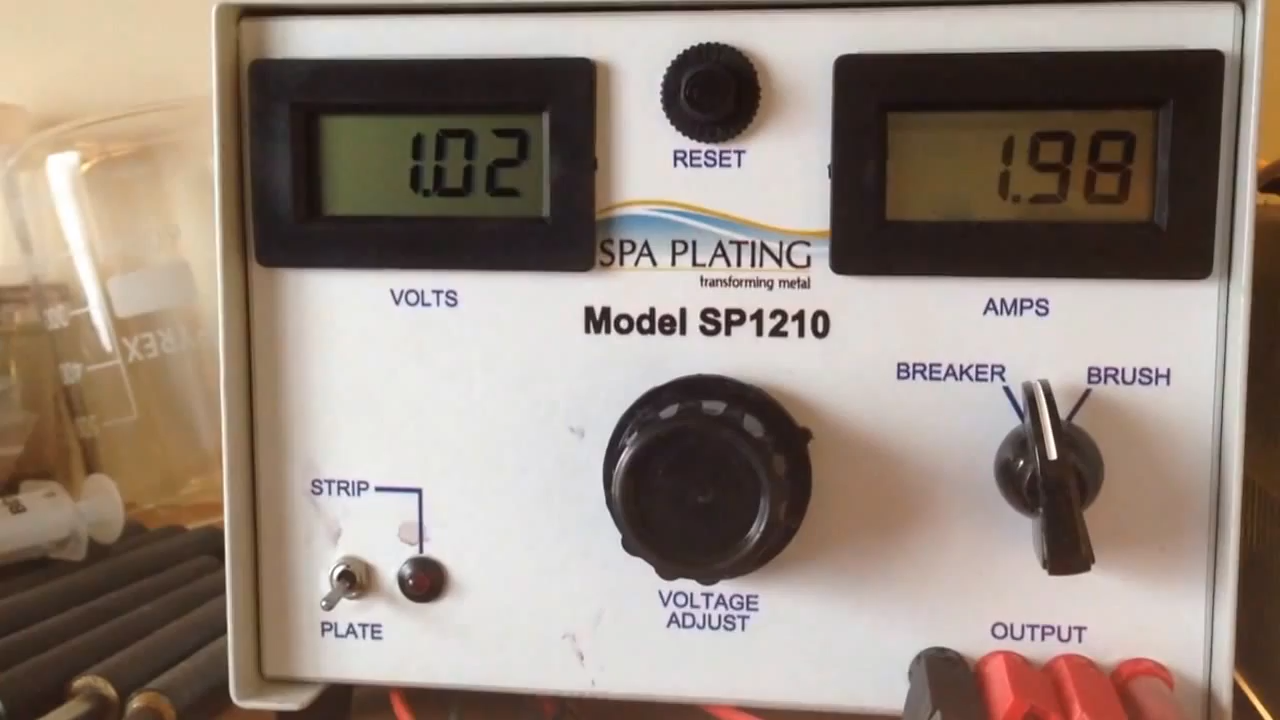 1.02
1.98
RESET
SPA PLATING
transforming metal
VOLTS
AMPS
Model SP1210
BREAKER
BRUSH
STRIP
PLATE
VOLTAGE
ADJUST
OUTPUT